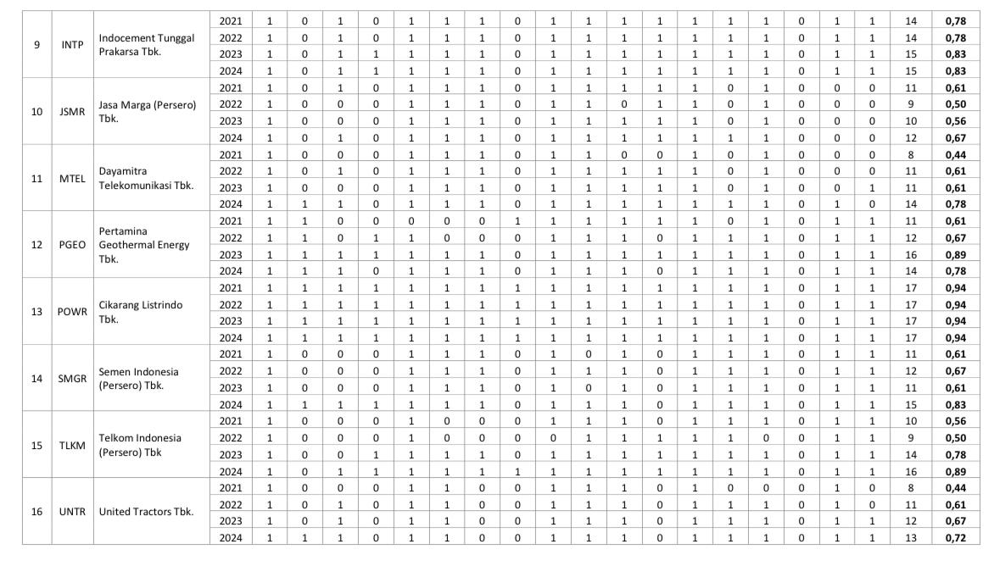 9 INTP Indocement Tunggal
Prakarsa Tbk.
2021 1 0 1 0 1 1 1 0 1 1 1 1 1 1 1 0 1 1 14 0,78
2022 1 0 1 0 1 1 1 0 1 1 1 1 1 1 1 0 1 1 14 0,78
2023 1 0 1 1 1 1 1 0 1 1 1 1 1 1 1 0 1 1 15 0,83
2024 1 0 1 1 1 1 1 0 1 1 1 1 1 1 1 0 1 1 15 0,83
10 JSMR Jasa Marga (Persero)
Tbk.
2021 1 0 1 0 1 1 1 0 1 1 1 1 1 0 1 0 0 0 11 0,61
2022 1 0 0 0 1 1 1 0 1 1 0 1 1 0 1 0 0 0 9 0,50
2023 1 0 0 0 1 1 1 0 1 1 1 1 1 0 1 0 0 0 10 0,56
2024 1 0 1 0 1 1 1 0 1 1 1 1 1 1 1 0 0 0 12 0,67
11 MTEL Dayamitra
Telekomunikasi Tbk.
2021 1 0 0 0 1 1 1 0 1 1 0 0 1 0 1 0 0 0 8 0,44
2022 1 0 1 0 1 1 1 0 1 1 1 1 1 0 1 0 0 0 11 0,61
2023 1 0 0 0 1 1 1 0 1 1 1 1 1 0 1 0 0 1 11 0,61
2024 1 1 1 0 1 1 1 0 1 1 1 1 1 1 1 0 1 0 14 0,78
12 PGEO Pertamina
Geothermal Energy
Tbk.
2021 1 1 0 0 0 0 0 1 1 1 1 1 1 0 1 0 1 1 11 0,61
2022 1 1 0 1 1 0 0 0 1 1 1 0 1 1 1 0 1 1 12 0,67
2023 1 1 1 1 1 1 1 0 1 1 1 1 1 1 1 0 1 1 16 0,89
2024 1 1 1 0 1 1 1 0 1 1 1 0 1 1 1 0 1 1 14 0,78
13 POWR Cikarang Listrindo
Tbk.
2021 1 1 1 1 1 1 1 1 1 1 1 1 1 1 1 0 1 1 17 0,94
2022 1 1 1 1 1 1 1 1 1 1 1 1 1 1 1 0 1 1 17 0,94
2023 1 1 1 1 1 1 1 1 1 1 1 1 1 1 1 0 1 1 17 0,94
2024 1 1 1 1 1 1 1 1 1 1 1 1 1 1 1 0 1 1 17 0,94
14 SMGR Semen Indonesia
(Persero) Tbk.
2021 1 0 0 0 1 1 1 0 1 0 1 0 1 1 1 0 1 1 11 0,61
2022 1 0 0 0 1 1 1 0 1 1 1 0 1 1 1 0 1 1 12 0,67
2023 1 0 0 0 1 1 1 0 1 0 1 0 1 1 1 0 1 1 11 0,61
2024 1 1 1 1 1 1 1 0 1 1 1 0 1 1 1 0 1 1 15 0,83
15 TLKM Telkom Indonesia
(Persero) Tbk
2021 1 0 0 0 1 0 0 0 1 1 1 0 1 1 1 0 1 1 10 0,56
2022 1 0 0 0 1 0 0 0 0 1 1 1 1 1 0 0 1 1 9 0,50
2023 1 0 0 1 1 1 1 0 1 1 1 1 1 1 1 0 1 1 14 0,78
2024 1 0 1 1 1 1 1 1 1 1 1 1 1 1 1 0 1 1 16 0,89
16 UNTR United Tractors Tbk.
2021 1 0 0 0 1 1 0 0 1 1 1 0 1 0 0 0 1 0 8 0,44
2022 1 0 1 0 1 1 0 0 1 1 1 0 1 1 1 0 1 0 11 0,61
2023 1 0 1 0 1 1 0 0 1 1 1 0 1 1 1 0 1 1 12 0,67
2024 1 1 1 0 1 1 0 0 1 1 1 0 1 1 1 0 1 1 13 0,72